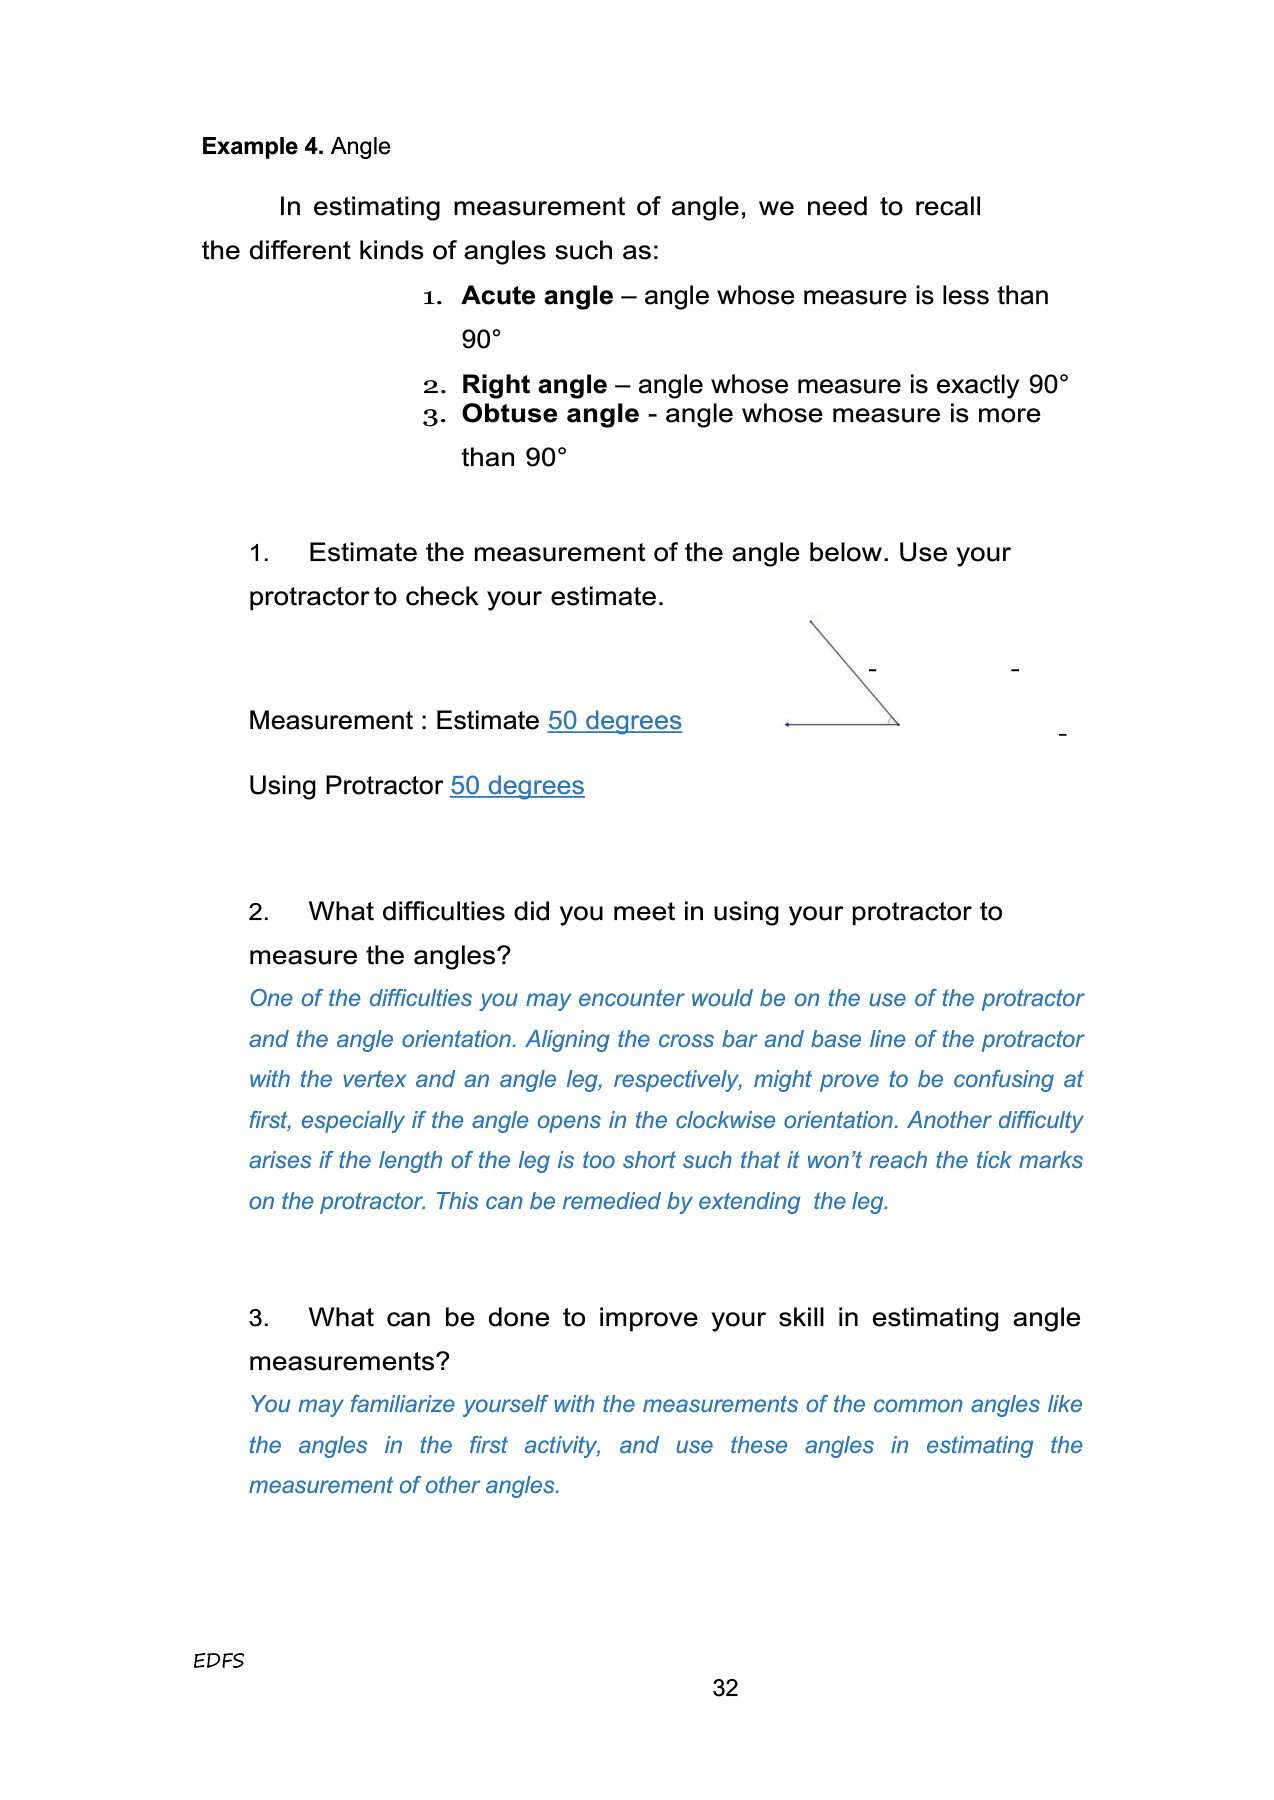 Example 4. Angle
In estimating measurement of angle, we need to recall
the different kinds of angles such as:
1. Acute angle – angle whose measure is less than
90°
2. Right angle – angle whose measure is exactly 90°
3. Obtuse angle - angle whose measure is more
than 90°
1. Estimate the measurement of the angle below. Use your
protractor to check your estimate.
- -
Measurement : Estimate 50 degrees
-
Using Protractor 50 degrees
2. What difficulties did you meet in using your protractor to
measure the angles?
One of the difficulties you may encounter would be on the use of the protractor
and the angle orientation. Aligning the cross bar and base line of the protractor
with the vertex and an angle leg, respectively, might prove to be confusing at
first, especially if the angle opens in the clockwise orientation. Another difficulty
arises if the length of the leg is too short such that it won’t reach the tick marks
on the protractor. This can be remedied by extending the leg.
3. What can be done to improve your skill in estimating angle
measurements?
You may familiarize yourself with the measurements of the common angles like
the angles in the first activity, and use these angles in estimating the
measurement of other angles.
EDFS
32